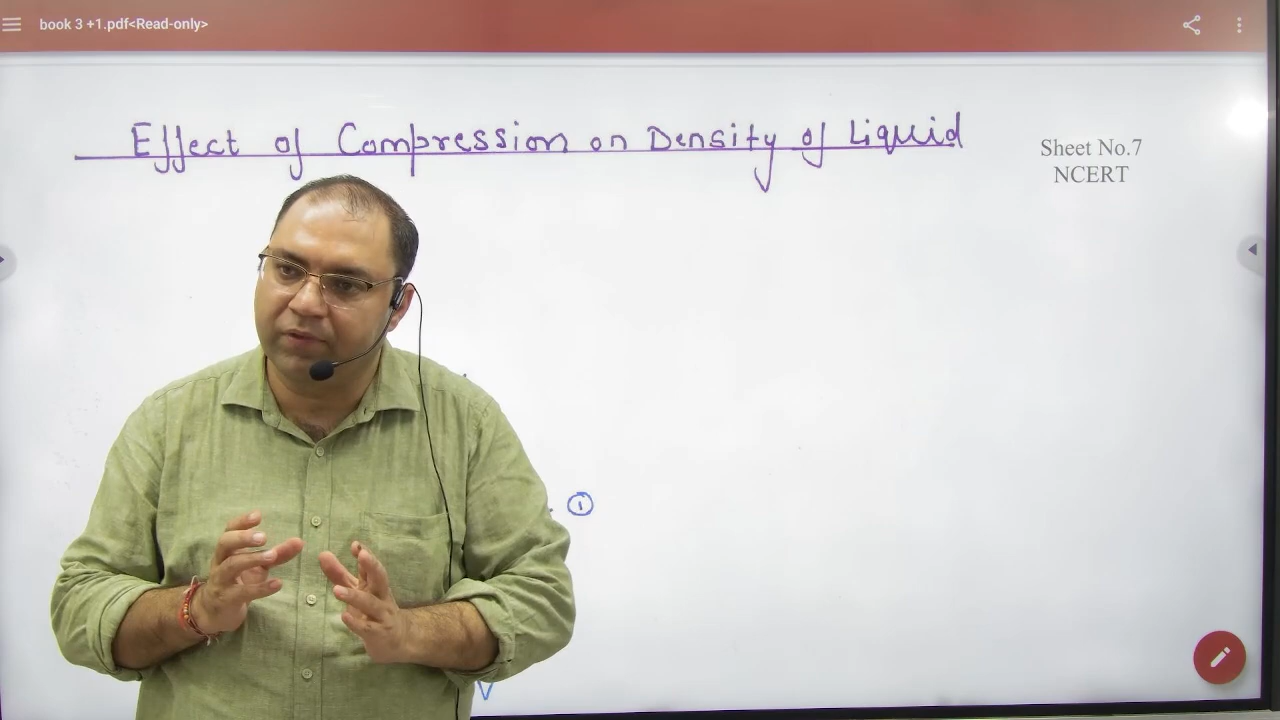 book 3 +1.pdf<Read-only>
Effect of Compression on Density of Liquid
Sheet No.7
NCERT
1
V